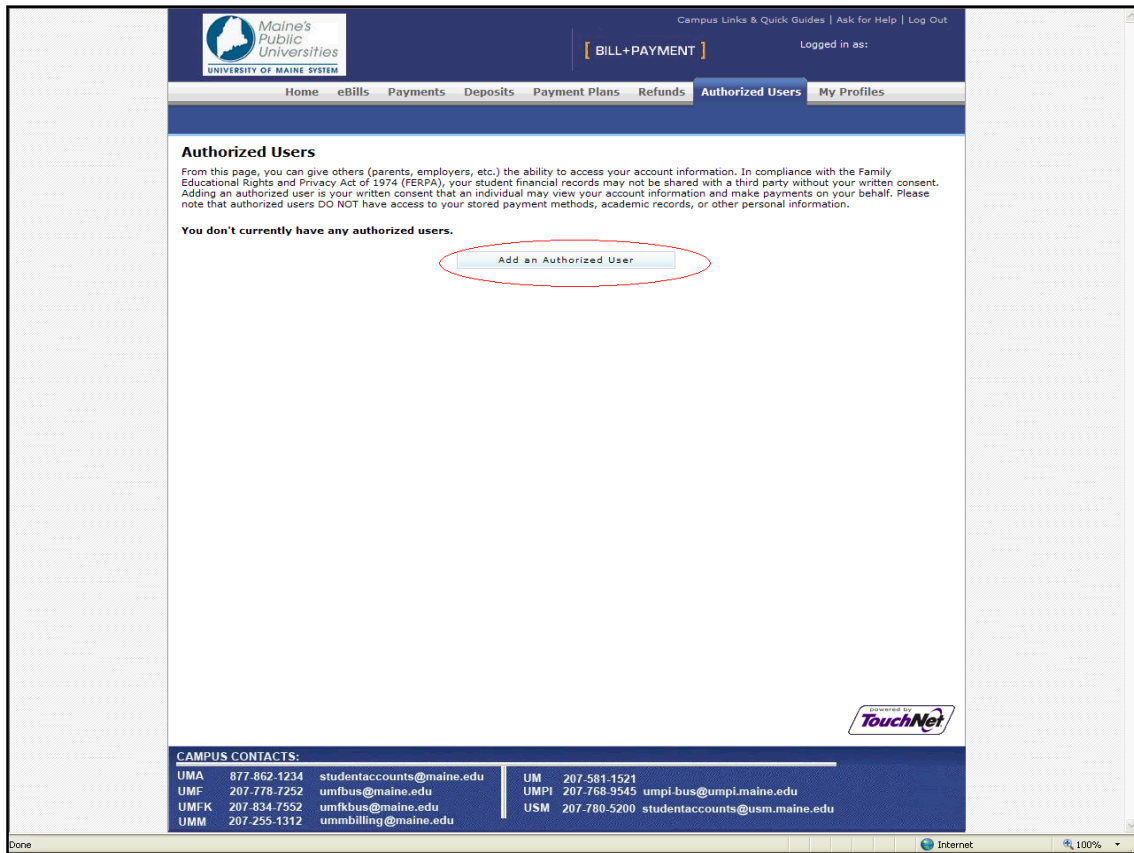 Maine's
Public
Universities
UNIVERSITY OF MAINE SYSTEM
Campus Links & Quick Guides | Ask for Help | Log Out
[ BILL+PAYMENT ]
Logged in as:
Home eBills Payments Deposits Payment Plans Refunds Authorized Users My Profiles
Authorized Users
From this page, you can give others (parents, employers, etc.) the ability to access your account information. In compliance with the Family
Educational Rights and Privacy Act of 1974 (FERPA), your student financial records may not be shared with a third party without your written consent.
Adding an authorized user is your written consent that an individual may view your account information and make payments on your behalf. Please
note that authorized users DO NOT have access to your stored payment methods, academic records, or other personal information.
You don't currently have any authorized users.
Add an Authorized User
powered by
TouchNet
CAMPUS CONTACTS:
UMA 877-862-1234 studentaccounts@maine.edu
UMF 207-778-7252 umfbus@maine.edu
UMFK 207-834-7552 umfkbus@maine.edu
UMM 207-255-1312 ummbilling@maine.edu
UM 207-581-1521
UMPI 207-768-9545 umpi-bus@umpi.maine.edu
USM 207-780-5200 studentaccounts@usm.maine.edu
Done Internet 100%